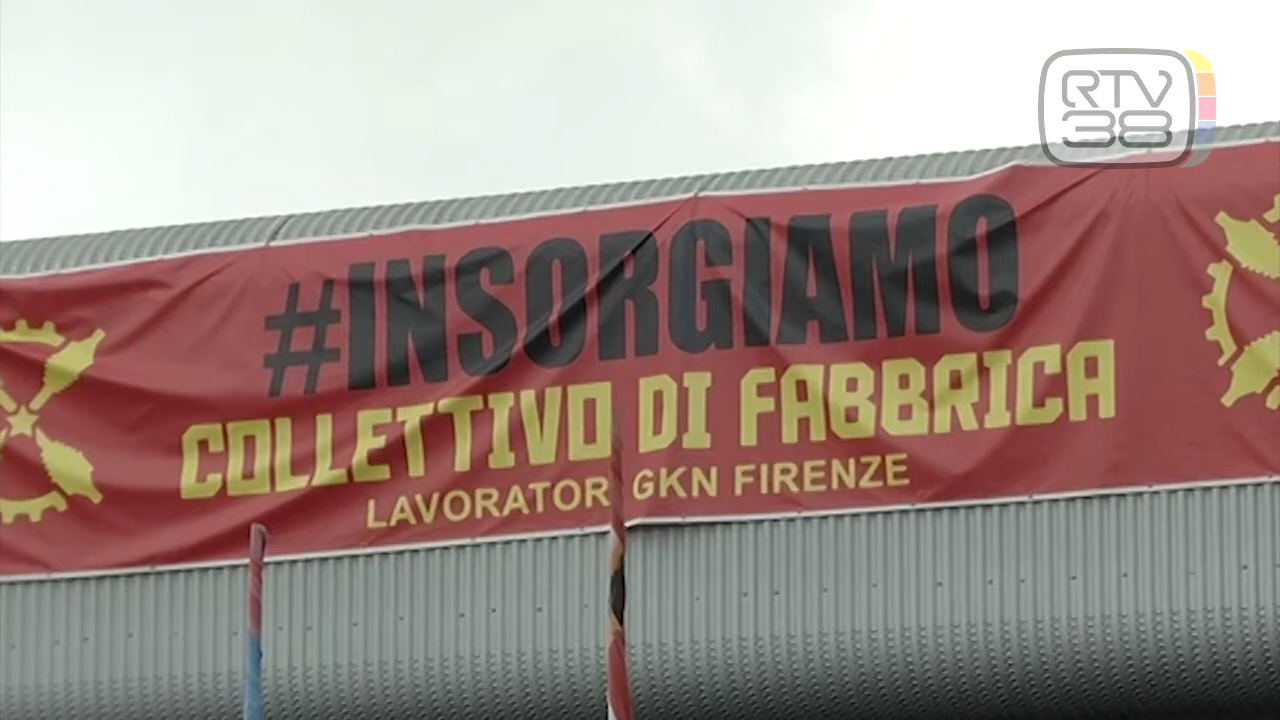 RTV
38
#INSORGIAMO
COLLETTIVO DI FABBRICA
LAVORATOR GKN FIRENZE